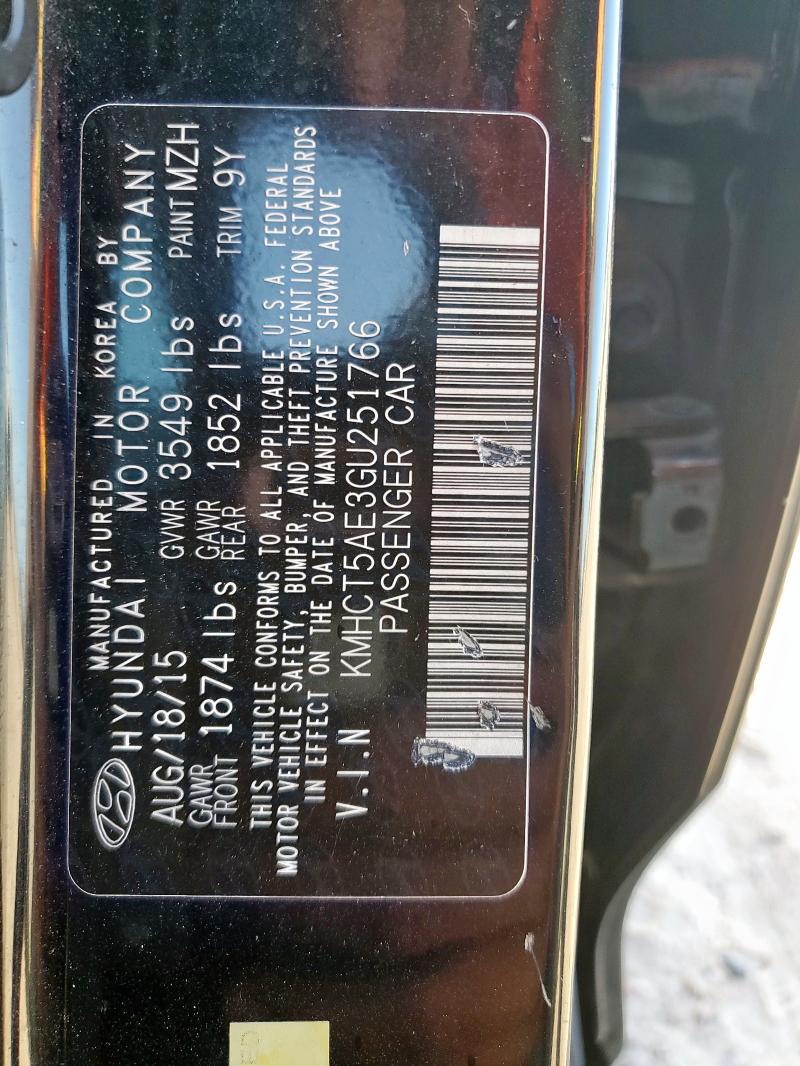 MANUFACTURED IN KOREA BY
HYUNDAI MOTOR COMPANY
AUG/18/15 GVWR 3549 lbs PAINT MZH
GAWR FRONT 1874 lbs GAWR REAR 1852 lbs TRIM 9Y
THIS VEHICLE CONFORMS TO ALL APPLICABLE U.S.A. FEDERAL
MOTOR VEHICLE SAFETY, BUMPER, AND THEFT PREVENTION STANDARDS
IN EFFECT ON THE DATE OF MANUFACTURE SHOWN ABOVE
V.I.N KMHCT5AE3GU251766
PASSENGER CAR